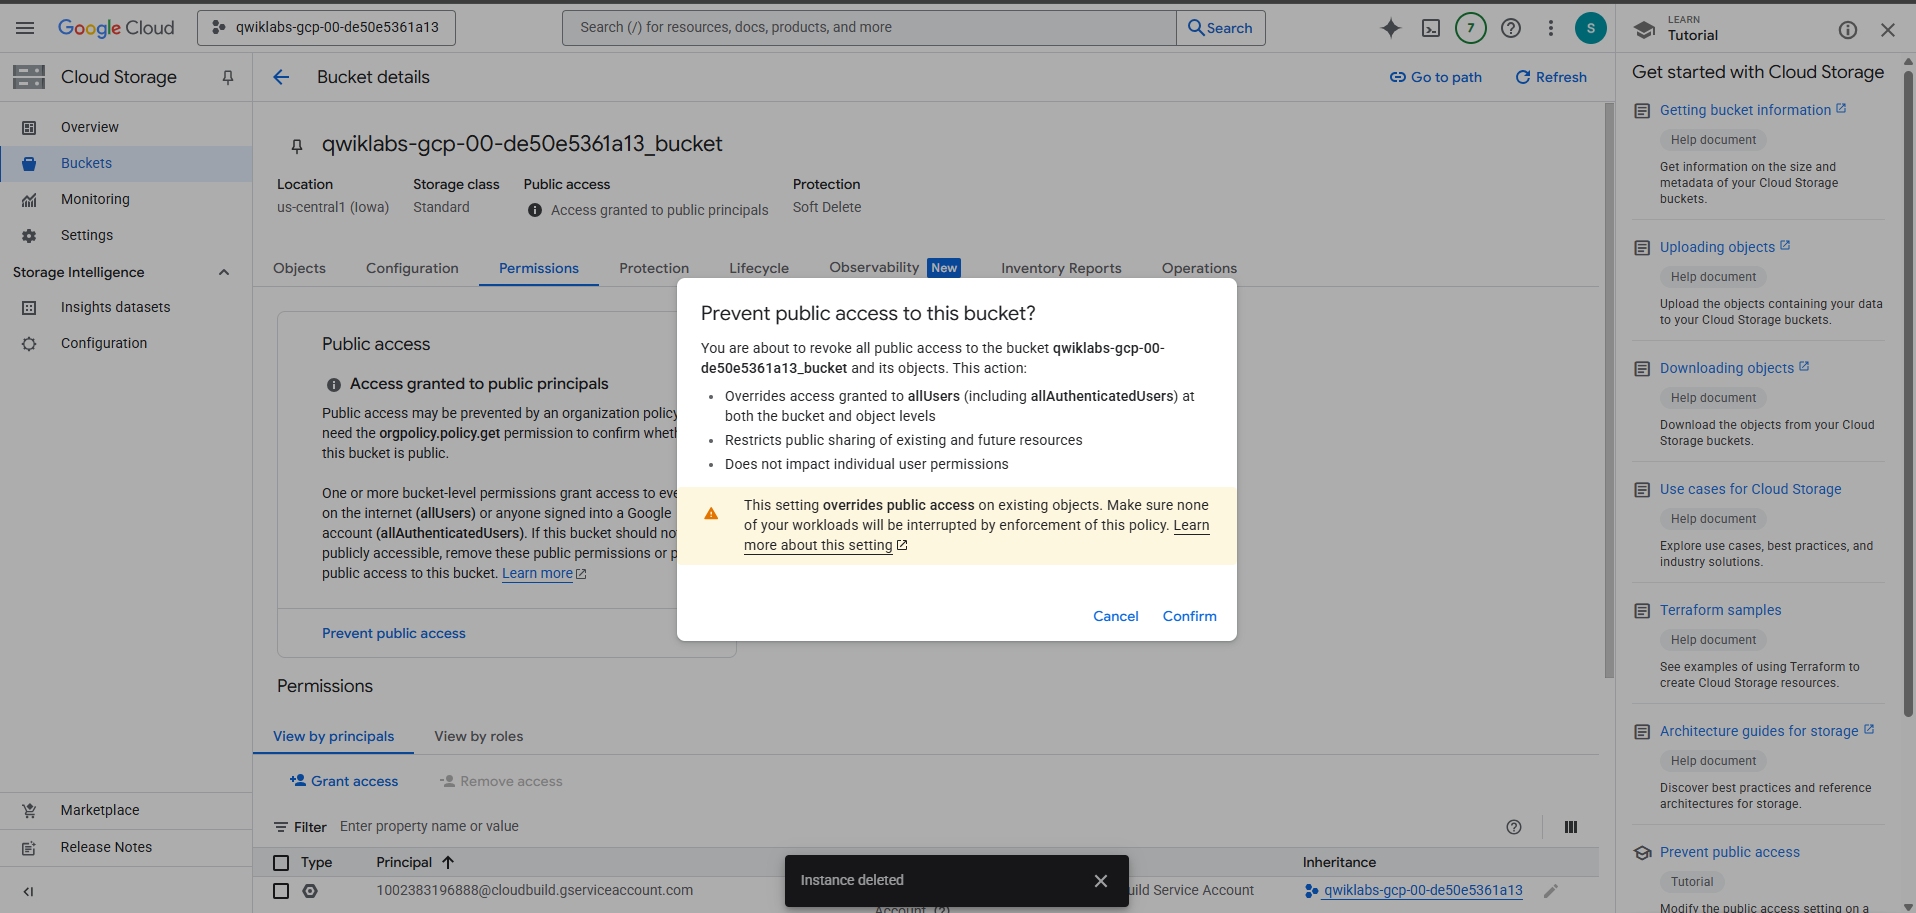 Google Cloud
qwiklabs-gcp-00-de50e5361a13
Search (/) for resources, docs, products, and more
Search
7
S
LEARN
Tutorial
Cloud Storage
Overview
Buckets
Monitoring
Settings
Storage Intelligence
Insights datasets
Configuration
Marketplace
Release Notes
Bucket details
Go to path
Refresh
qwiklabs-gcp-00-de50e5361a13_bucket
Location
us-central1 (Iowa)
Storage class
Standard
Public access
Access granted to public principals
Protection
Soft Delete
Objects
Configuration
Permissions
Protection
Lifecycle
Observability New
Inventory Reports
Operations
Public access
Access granted to public principals
Public access may be prevented by an organization policy
need the orgpolicy.policy.get permission to confirm
this bucket is public.
One or more bucket-level permissions grant access to
on the internet (allUsers) or anyone signed into a Google
account (allAuthenticatedUsers). If this bucket should
publicly accessible, remove these public permissions or
public access to this bucket. Learn more
Prevent public access
Prevent public access to this bucket?
You are about to revoke all public access to the bucket qwiklabs-gcp-00-
de50e5361a13_bucket and its objects. This action:
• Overrides access granted to allUsers (including allAuthenticatedUsers) at
both the bucket and object levels
• Restricts public sharing of existing and future resources
• Does not impact individual user permissions
This setting overrides public access on existing objects. Make sure none
of your workloads will be interrupted by enforcement of this policy. Learn
more about this setting
Cancel
Confirm
Permissions
View by principals
View by roles
Grant access
Remove access
Filter
Enter property name or value
Type
Principal
Inheritance
1002383196888@cloudbuild.gserviceaccount.com
Service Account
qwiklabs-gcp-00-de50e5361a13
Account (2)
Instance deleted
Get started with Cloud Storage
Getting bucket information
Help document
Get information on the size and
metadata of your Cloud Storage
buckets.
Uploading objects
Help document
Upload the objects containing your data
to your Cloud Storage buckets.
Downloading objects
Help document
Download the objects from your Cloud
Storage buckets.
Use cases for Cloud Storage
Help document
Explore use cases, best practices, and
industry solutions.
Terraform samples
Help document
See examples of using Terraform to
create Cloud Storage resources.
Architecture guides for storage
Help document
Discover best practices and reference
architectures for storage.
Prevent public access
Tutorial
Modify the public access setting on a